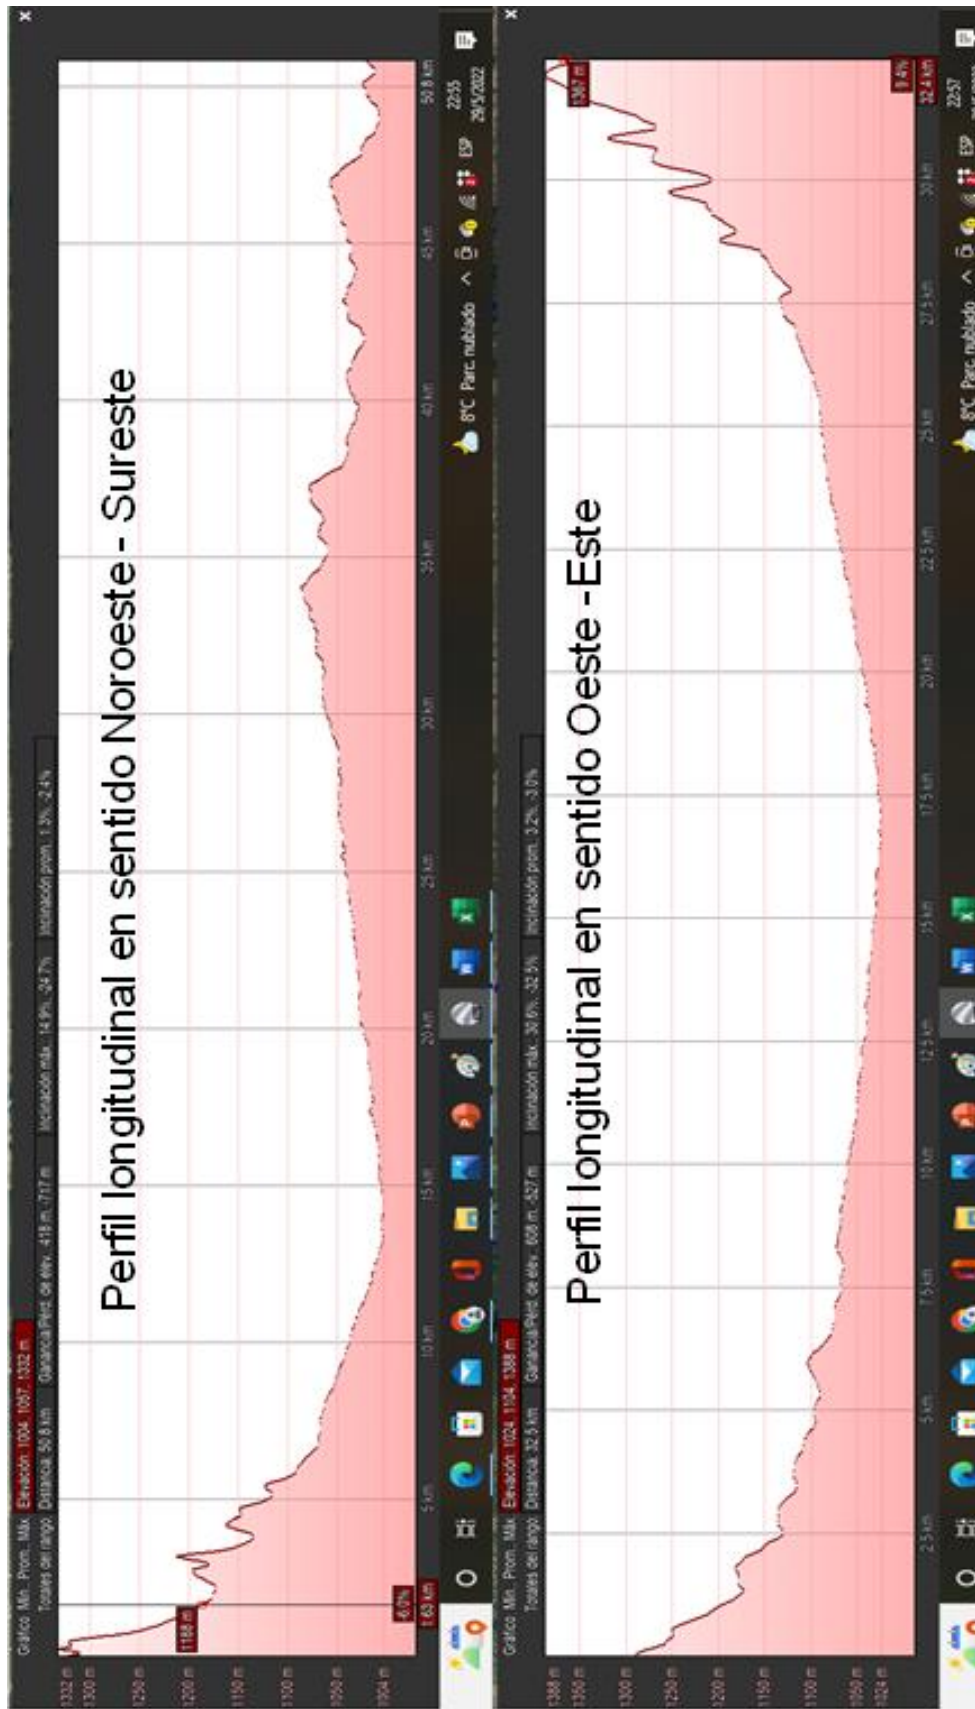 Gráfico Mín. Prom. Máx Elevación: 1004, 1057, 1332 m
Totales del rango: Distancia: 50.8 km Ganancia/Pérd. de elev.: 418 m, -717 m Inclinación máx.: 14.9%, -24.7% Inclinación prom.: 1.3%, -2.4%
Perfil longitudinal en sentido Noroeste - Sureste
1332 m
1300 m
1250 m
1200 m
1150 m
1100 m
1050 m
1004 m
1188 m
-6.0%
1.63 km
5 km 10 km 15 km 20 km 25 km 30 km 35 km 40 km 45 km 50.8 km
8°C Parc. nublado ESP 22:55
29/5/2022
Gráfico Mín. Prom. Máx Elevación: 1024, 1104, 1388 m
Totales del rango: Distancia: 32.5 km Ganancia/Pérd. de elev.: 608 m, -527 m Inclinación máx.: 30.6%, -32.5% Inclinación prom.: 3.2%, -3.0%
Perfil longitudinal en sentido Oeste -Este
1388 m
1350 m
1300 m
1250 m
1200 m
1150 m
1100 m
1050 m
1024 m
1367 m
9.4%
32.4 km
2.5 km 5 km 7.5 km 10 km 12.5 km 15 km 17.5 km 20 km 22.5 km 25 km 27.5 km 30 km
8°C Parc. nublado ESP 22:57